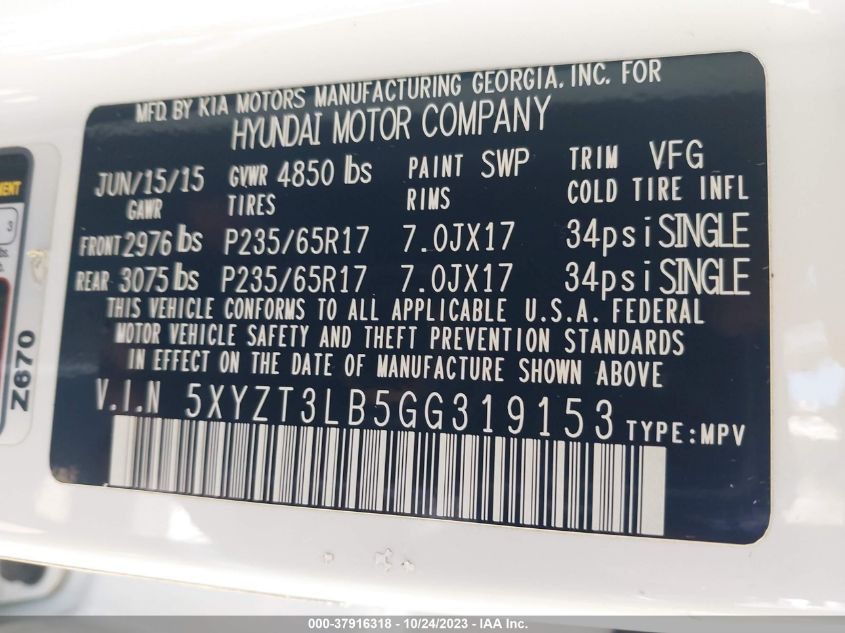 MFD. BY KIA MOTORS MANUFACTURING GEORGIA, INC. FOR
HYUNDAI MOTOR COMPANY
JUN/15/15 GVWR 4850 lbs PAINT SWP TRIM VFG
GAWR TIRES RIMS COLD TIRE INFL
FRONT 2976 lbs P235/65R17 7.0JX17 34psi SINGLE
REAR 3075 lbs P235/65R17 7.0JX17 34psi SINGLE
THIS VEHICLE CONFORMS TO ALL APPLICABLE U.S.A. FEDERAL
MOTOR VEHICLE SAFETY AND THEFT PREVENTION STANDARDS
IN EFFECT ON THE DATE OF MANUFACTURE SHOWN ABOVE
V.I.N 5XYZT3LB5GG319153 TYPE:MPV
3
Z670
500-37916318 - 10/24/2023 - IAA Inc.